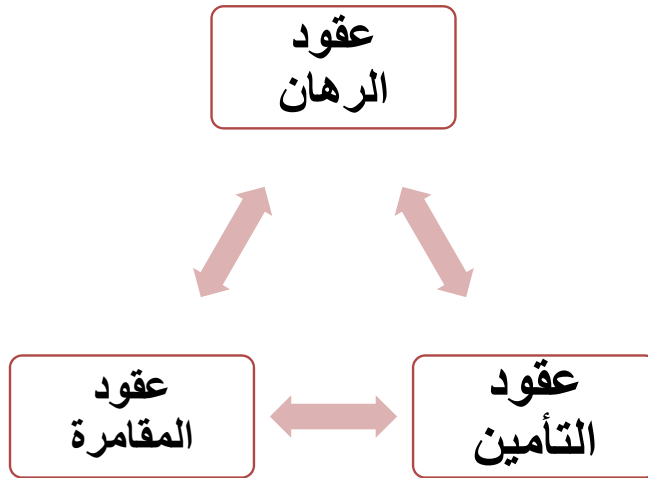 عقود
الرهان
عقود
التأمين
عقود
المقامرة